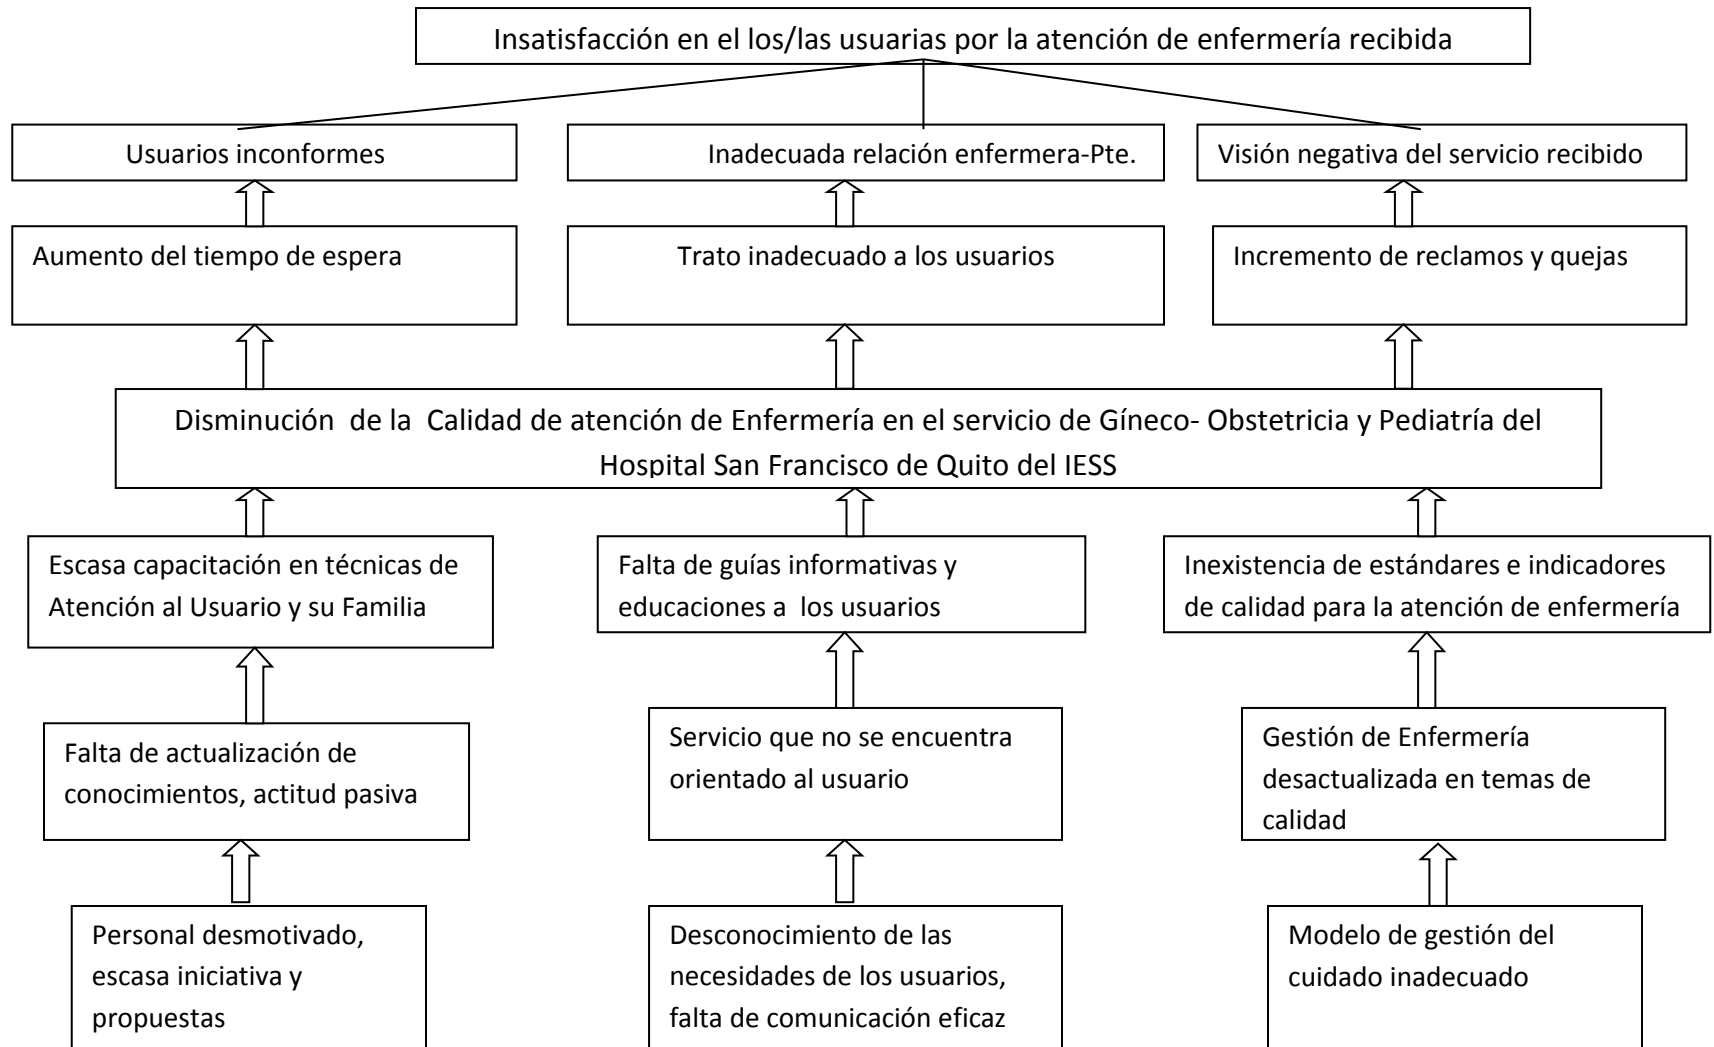 Insatisfacción en el los/las usuarias por la atención de enfermería recibida
Usuarios inconformes
Inadecuada relación enfermera-Pte.
Visión negativa del servicio recibido
Aumento del tiempo de espera
Trato inadecuado a los usuarios
Incremento de reclamos y quejas
Disminución de la Calidad de atención de Enfermería en el servicio de Gíneco- Obstetricia y Pediatría del
Hospital San Francisco de Quito del IESS
Escasa capacitación en técnicas de
Atención al Usuario y su Familia
Falta de guías informativas y
educaciones a los usuarios
Inexistencia de estándares e indicadores
de calidad para la atención de enfermería
Falta de actualización de
conocimientos, actitud pasiva
Servicio que no se encuentra
orientado al usuario
Gestión de Enfermería
desactualizada en temas de
calidad
Personal desmotivado,
escasa iniciativa y
propuestas
Desconocimiento de las
necesidades de los usuarios,
falta de comunicación eficaz
Modelo de gestión del
cuidado inadecuado